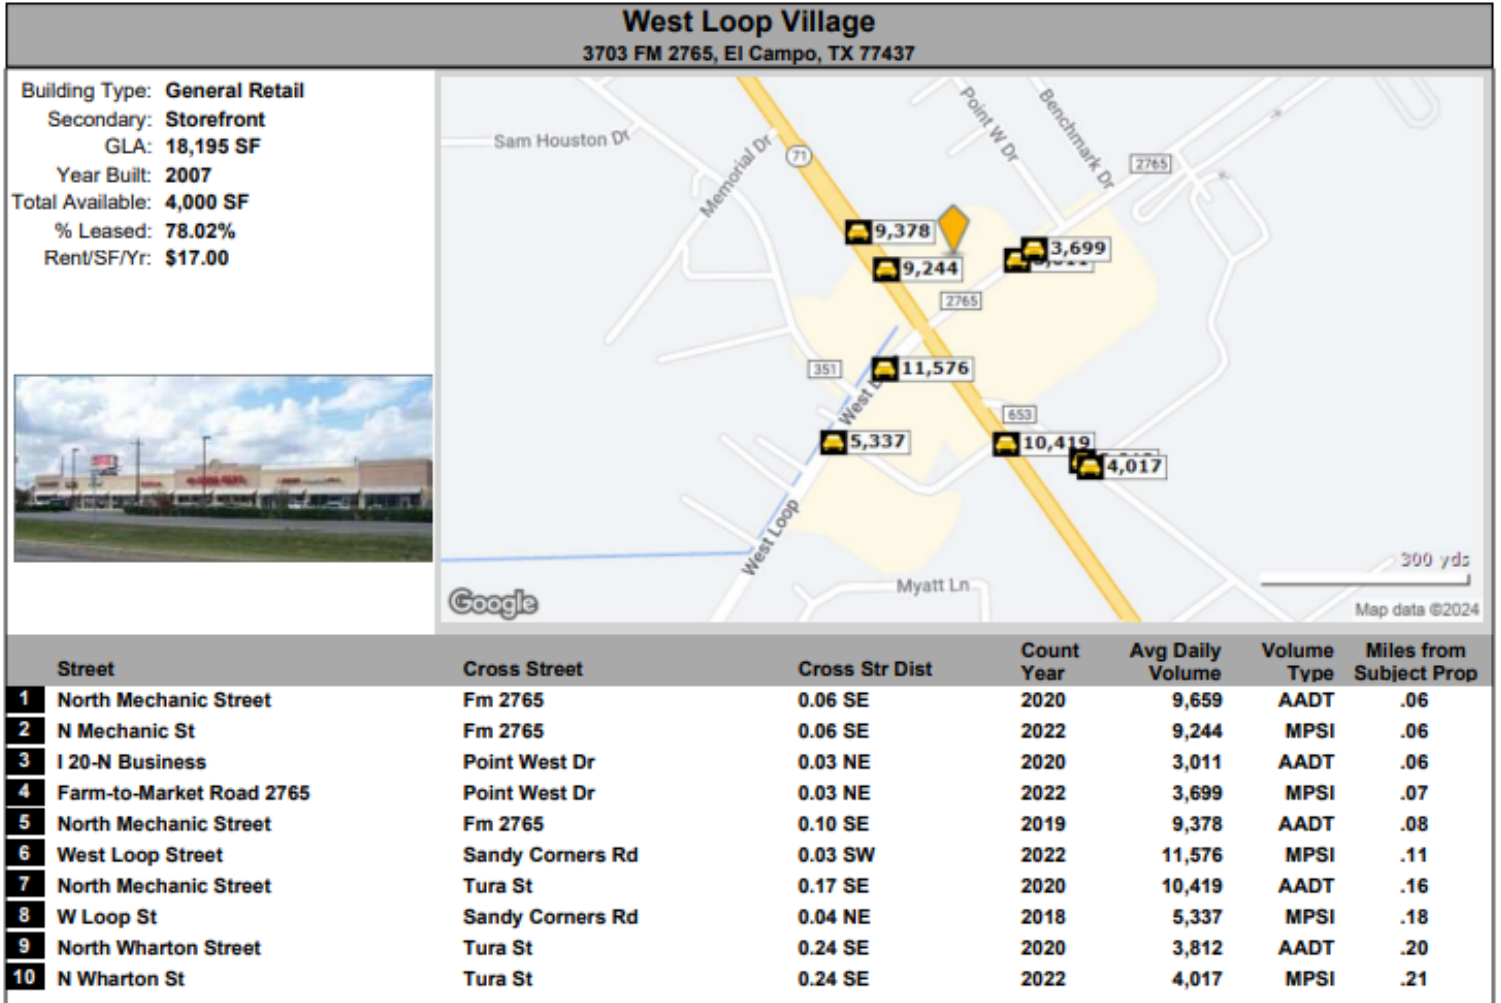 West Loop Village
3703 FM 2765, El Campo, TX 77437
Building Type: General Retail
Secondary: Storefront
GLA: 18,195 SF
Year Built: 2007
Total Available: 4,000 SF
% Leased: 78.02%
Rent/SF/Yr: $17.00
Sam Houston Dr
Memorial Dr
71
Point W Dr
Benchmark Dr
2765
9,378
9,244
3,699
2765
351
11,576
West
653
5,337
10,419
4,017
West Loop
Myatt Ln
300 yds
Google
Map data ©2024
Street Cross Street Cross Str Dist Count Year Avg Daily Volume Volume Type Miles from Subject Prop
1 North Mechanic Street Fm 2765 0.06 SE 2020 9,659 AADT .06
2 N Mechanic St Fm 2765 0.06 SE 2022 9,244 MPSI .06
3 I 20-N Business Point West Dr 0.03 NE 2020 3,011 AADT .06
4 Farm-to-Market Road 2765 Point West Dr 0.03 NE 2022 3,699 MPSI .07
5 North Mechanic Street Fm 2765 0.10 SE 2019 9,378 AADT .08
6 West Loop Street Sandy Corners Rd 0.03 SW 2022 11,576 MPSI .11
7 North Mechanic Street Tura St 0.17 SE 2020 10,419 AADT .16
8 W Loop St Sandy Corners Rd 0.04 NE 2018 5,337 MPSI .18
9 North Wharton Street Tura St 0.24 SE 2020 3,812 AADT .20
10 N Wharton St Tura St 0.24 SE 2022 4,017 MPSI .21